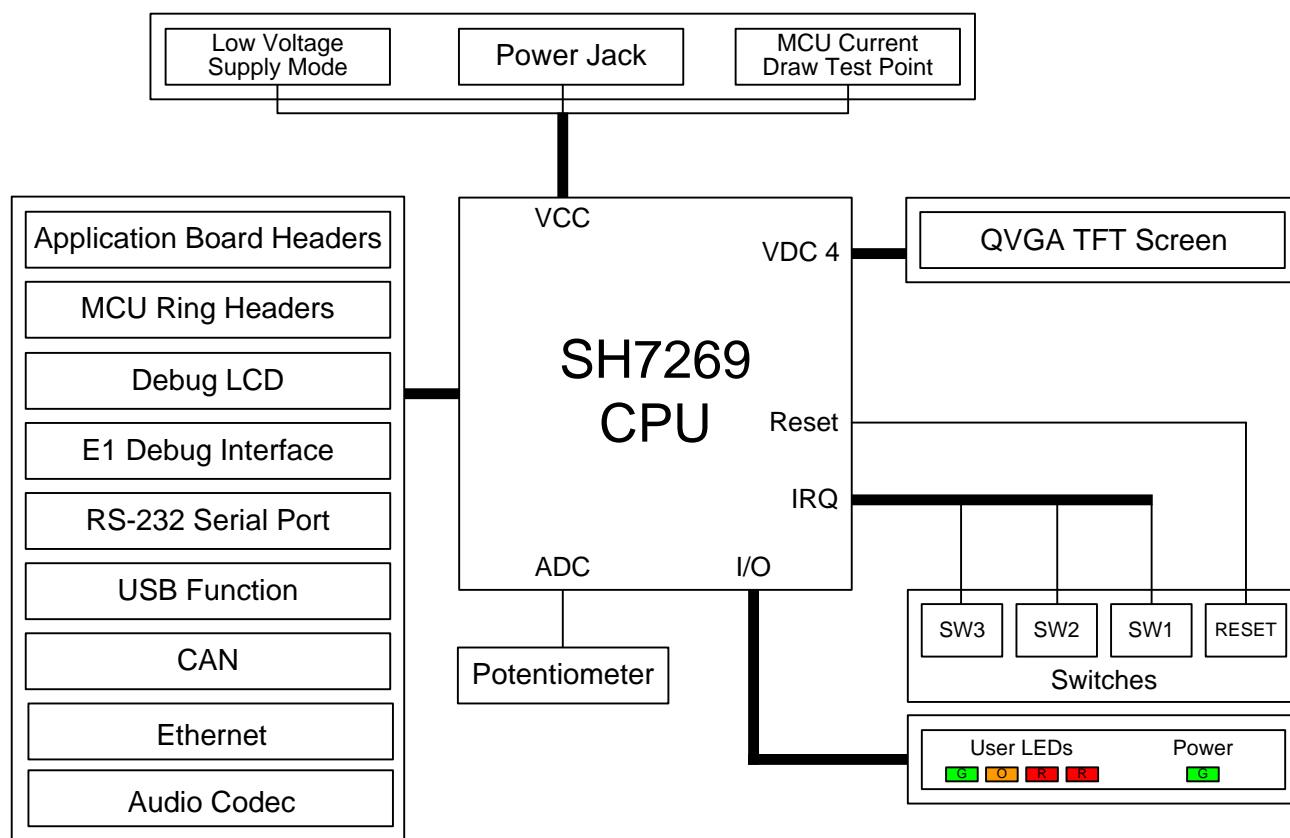 Low Voltage
Supply Mode
Power Jack
MCU Current
Draw Test Point
Application Board Headers
MCU Ring Headers
Debug LCD
E1 Debug Interface
RS-232 Serial Port
USB Function
CAN
Ethernet
Audio Codec
VCC
VDC 4
SH7269
CPU
Reset
IRQ
ADC
I/O
Potentiometer
QVGA TFT Screen
SW3
SW2
SW1
RESET
Switches
User LEDs
Power
G
O
R
R
G